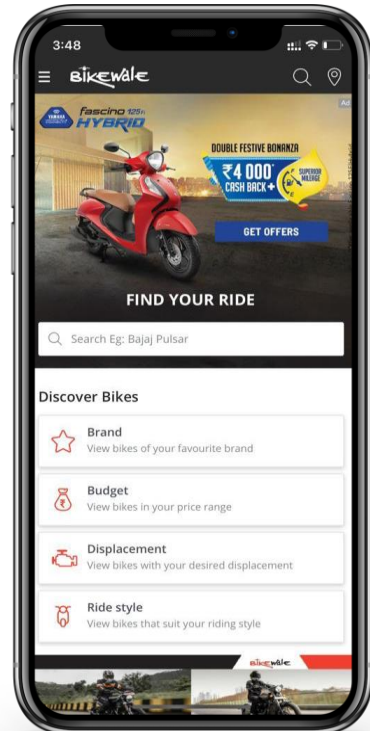 3:48
BikeWale
Ad
YAMAHA
fascino 125 Fi
HYBRID
DOUBLE FESTIVE BONANZA
₹4 000*
CASH BACK+
SUPERIOR
MILEAGE
GET OFFERS
FIND YOUR RIDE
Search Eg: Bajaj Pulsar
Discover Bikes
Brand
View bikes of your favourite brand
Budget
View bikes in your price range
Displacement
View bikes with your desired displacement
Ride style
View bikes that suit your riding style
BikeWale